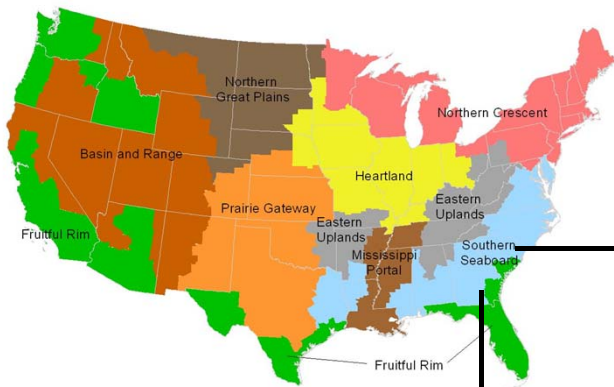 Northern
Great Plains
Northern Crescent
Basin and Range
Heartland
Prairie Gateway
Eastern
Uplands
Eastern
Uplands
Mississippi
Portal
Southern
Seaboard
Fruitful Rim
Fruitful Rim